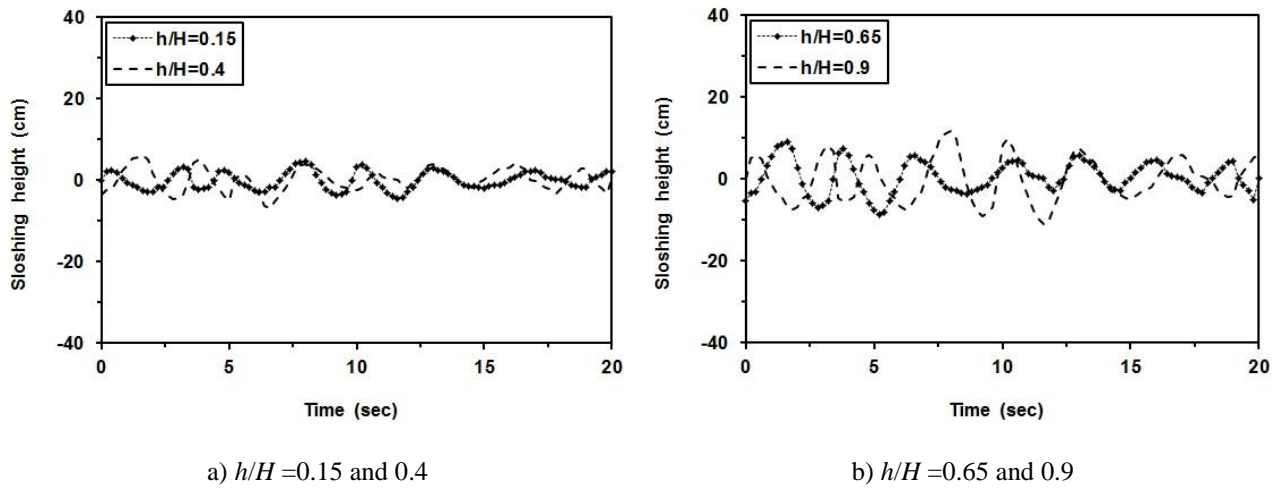 40
20
0
-20
-40
Sloshing height (cm)
h/H=0.15
h/H=0.4
0 5 10 15 20
Time (sec)
a) h/H =0.15 and 0.4
40
20
0
-20
-40
Sloshing height (cm)
h/H=0.65
h/H=0.9
0 5 10 15 20
Time (sec)
b) h/H =0.65 and 0.9